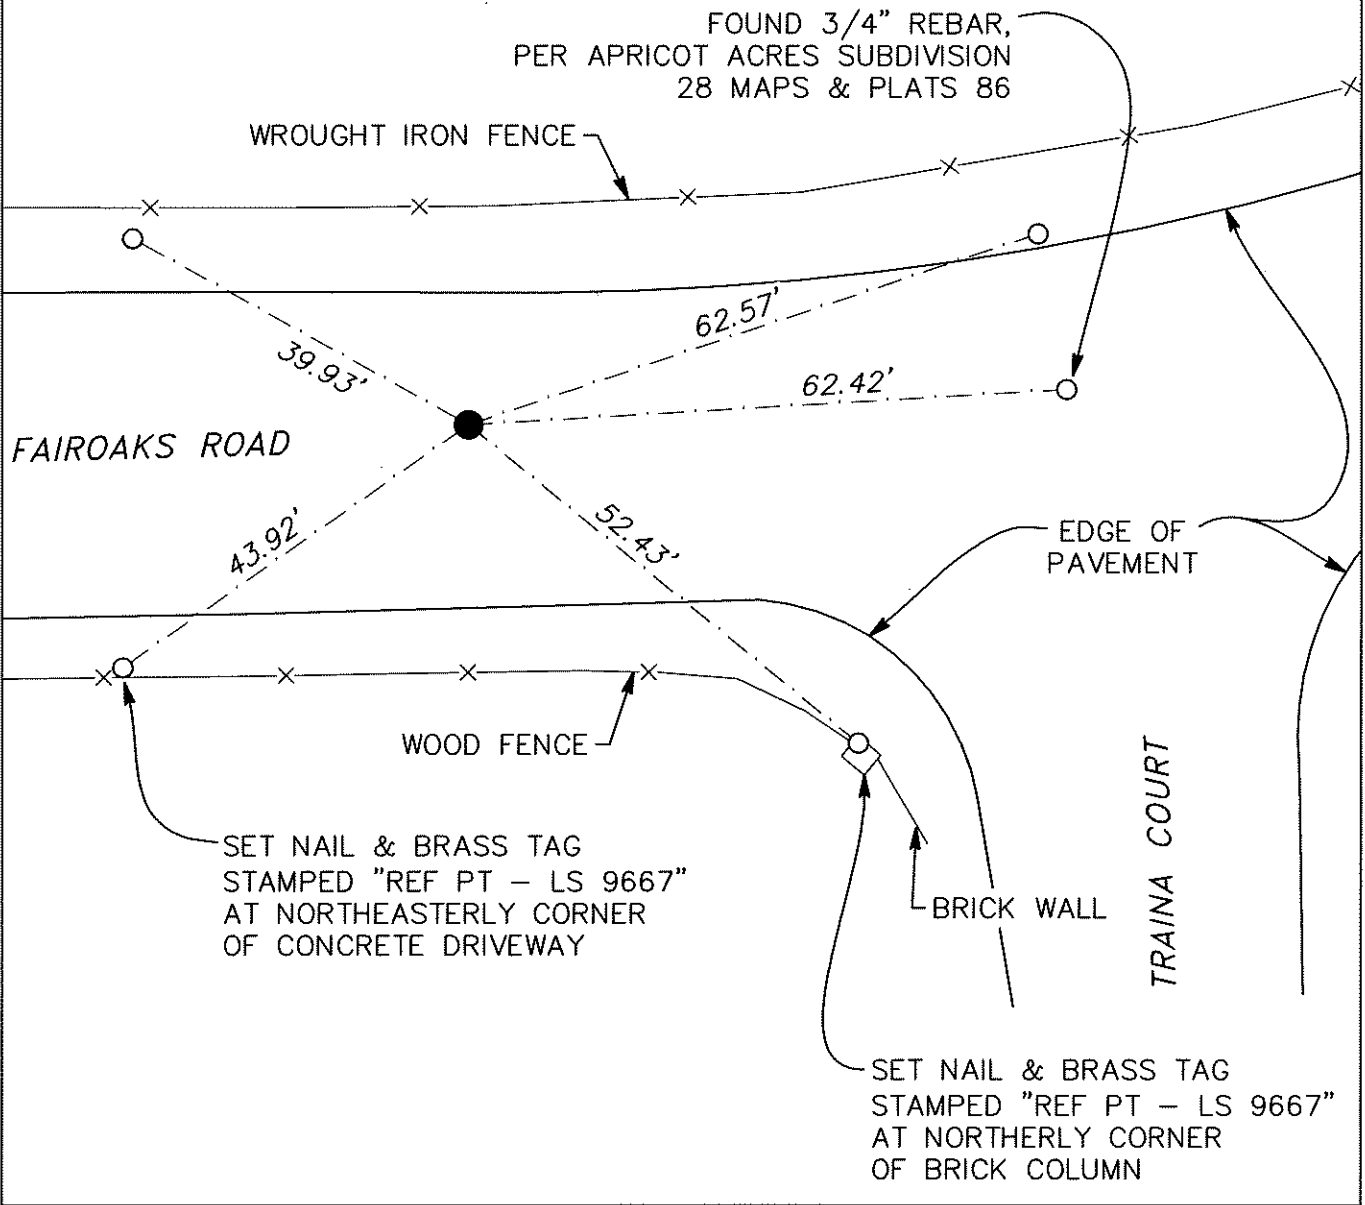 FOUND 3/4" REBAR,
PER APRICOT ACRES SUBDIVISION
28 MAPS & PLATS 86
WROUGHT IRON FENCE
62.57'
39.93'
62.42'
FAIROAKS ROAD
43.92'
52.43'
EDGE OF
PAVEMENT
WOOD FENCE
TRAINA COURT
SET NAIL & BRASS TAG
STAMPED "REF PT – LS 9667"
AT NORTHEASTERLY CORNER
OF CONCRETE DRIVEWAY
BRICK WALL
SET NAIL & BRASS TAG
STAMPED "REF PT – LS 9667"
AT NORTHERLY CORNER
OF BRICK COLUMN